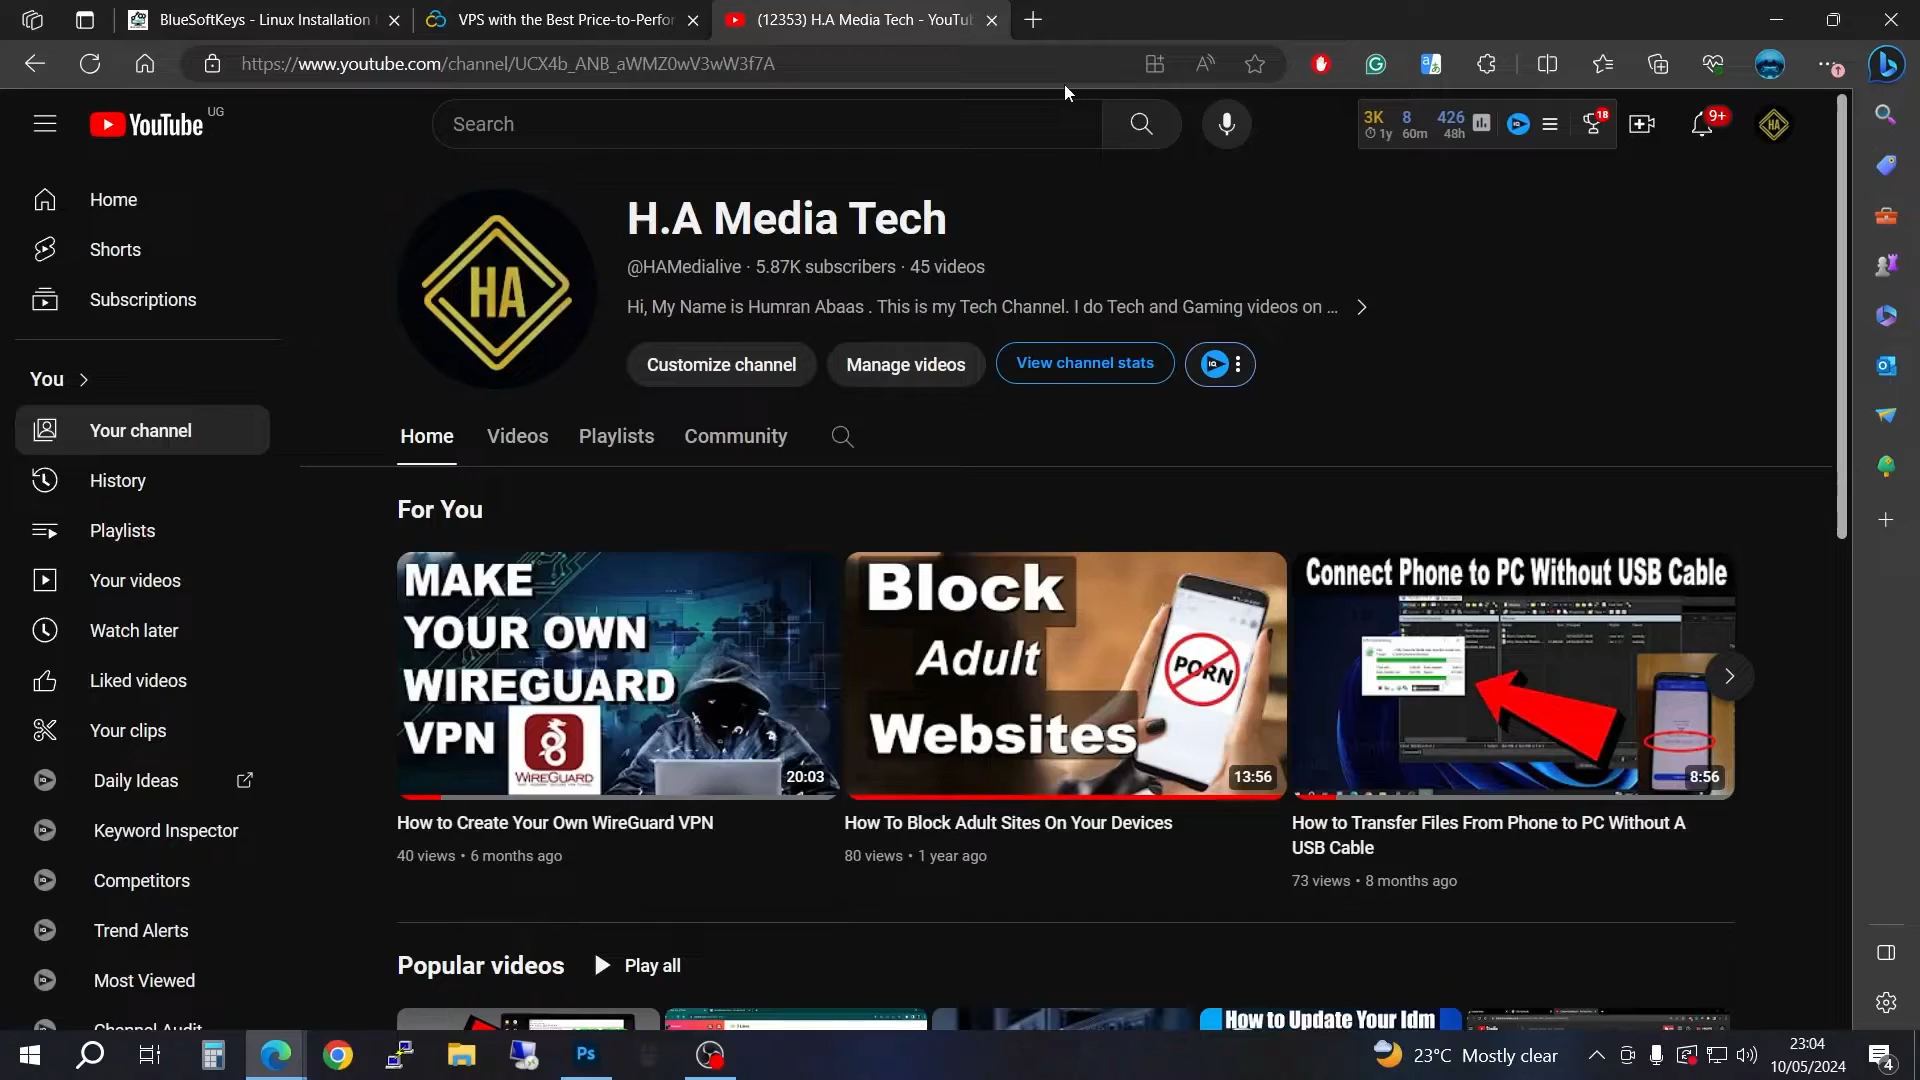 BlueSoftKeys - Linux Installation
VPS with the Best Price-to-Perfor
(12353) H.A Media Tech - YouTu
https://www.youtube.com/channel/UCX4b_ANB_aWMZ0wV3wW3f7A
YouTube UG
Search
3K 8 426
1y 60m 48h
18
9+
HA
Home
Shorts
Subscriptions
You
Your channel
History
Playlists
Your videos
Watch later
Liked videos
Your clips
Daily Ideas
Keyword Inspector
Competitors
Trend Alerts
Most Viewed
Channel Audit
HA
H.A Media Tech
@HAMedialive · 5.87K subscribers · 45 videos
Hi, My Name is Humran Abaas . This is my Tech Channel. I do Tech and Gaming videos on ...
Customize channel
Manage videos
View channel stats
Home
Videos
Playlists
Community
For You
MAKE
YOUR OWN
WIREGUARD
VPN
WIREGUARD
20:03
How to Create Your Own WireGuard VPN
40 views • 6 months ago
Block
Adult
Websites
PORN
13:56
How To Block Adult Sites On Your Devices
80 views • 1 year ago
Connect Phone to PC Without USB Cable
8:56
How to Transfer Files From Phone to PC Without A
USB Cable
73 views • 8 months ago
Popular videos
Play all
How to Update Your Idm
Ps
23°C Mostly clear
23:04
10/05/2024
4